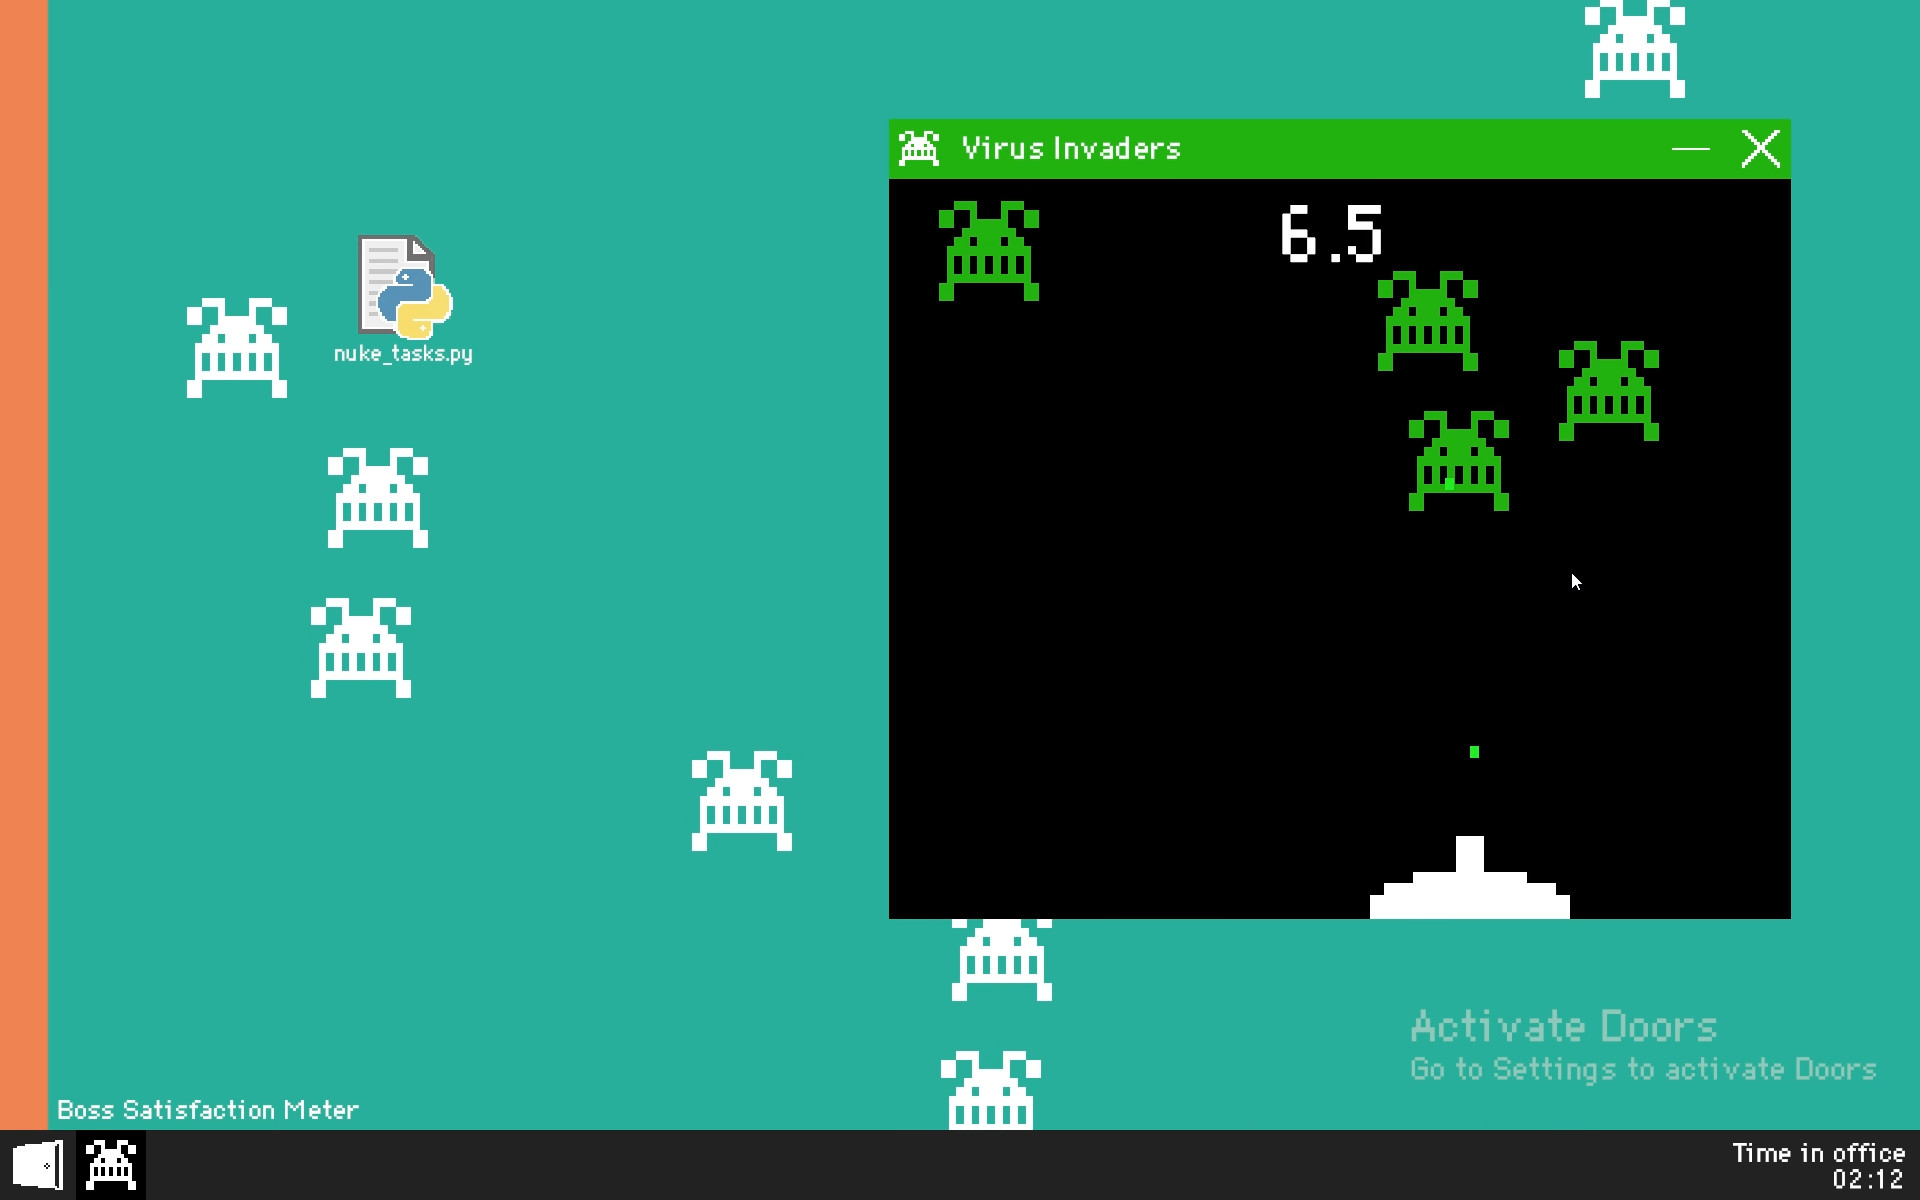 Virus Invaders
6.5
nuke_tasks.py
Activate Doors
Go to Settings to activate Doors
Boss Satisfaction Meter
Time in office
02:12